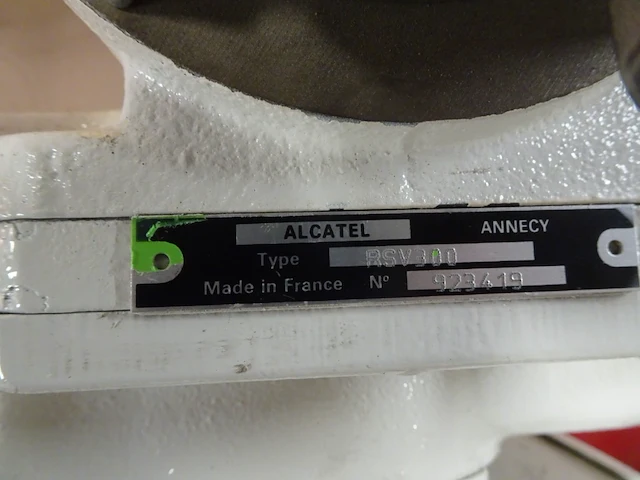 ALCATEL ANNECY
Type RSV300
Made in France N° 923419